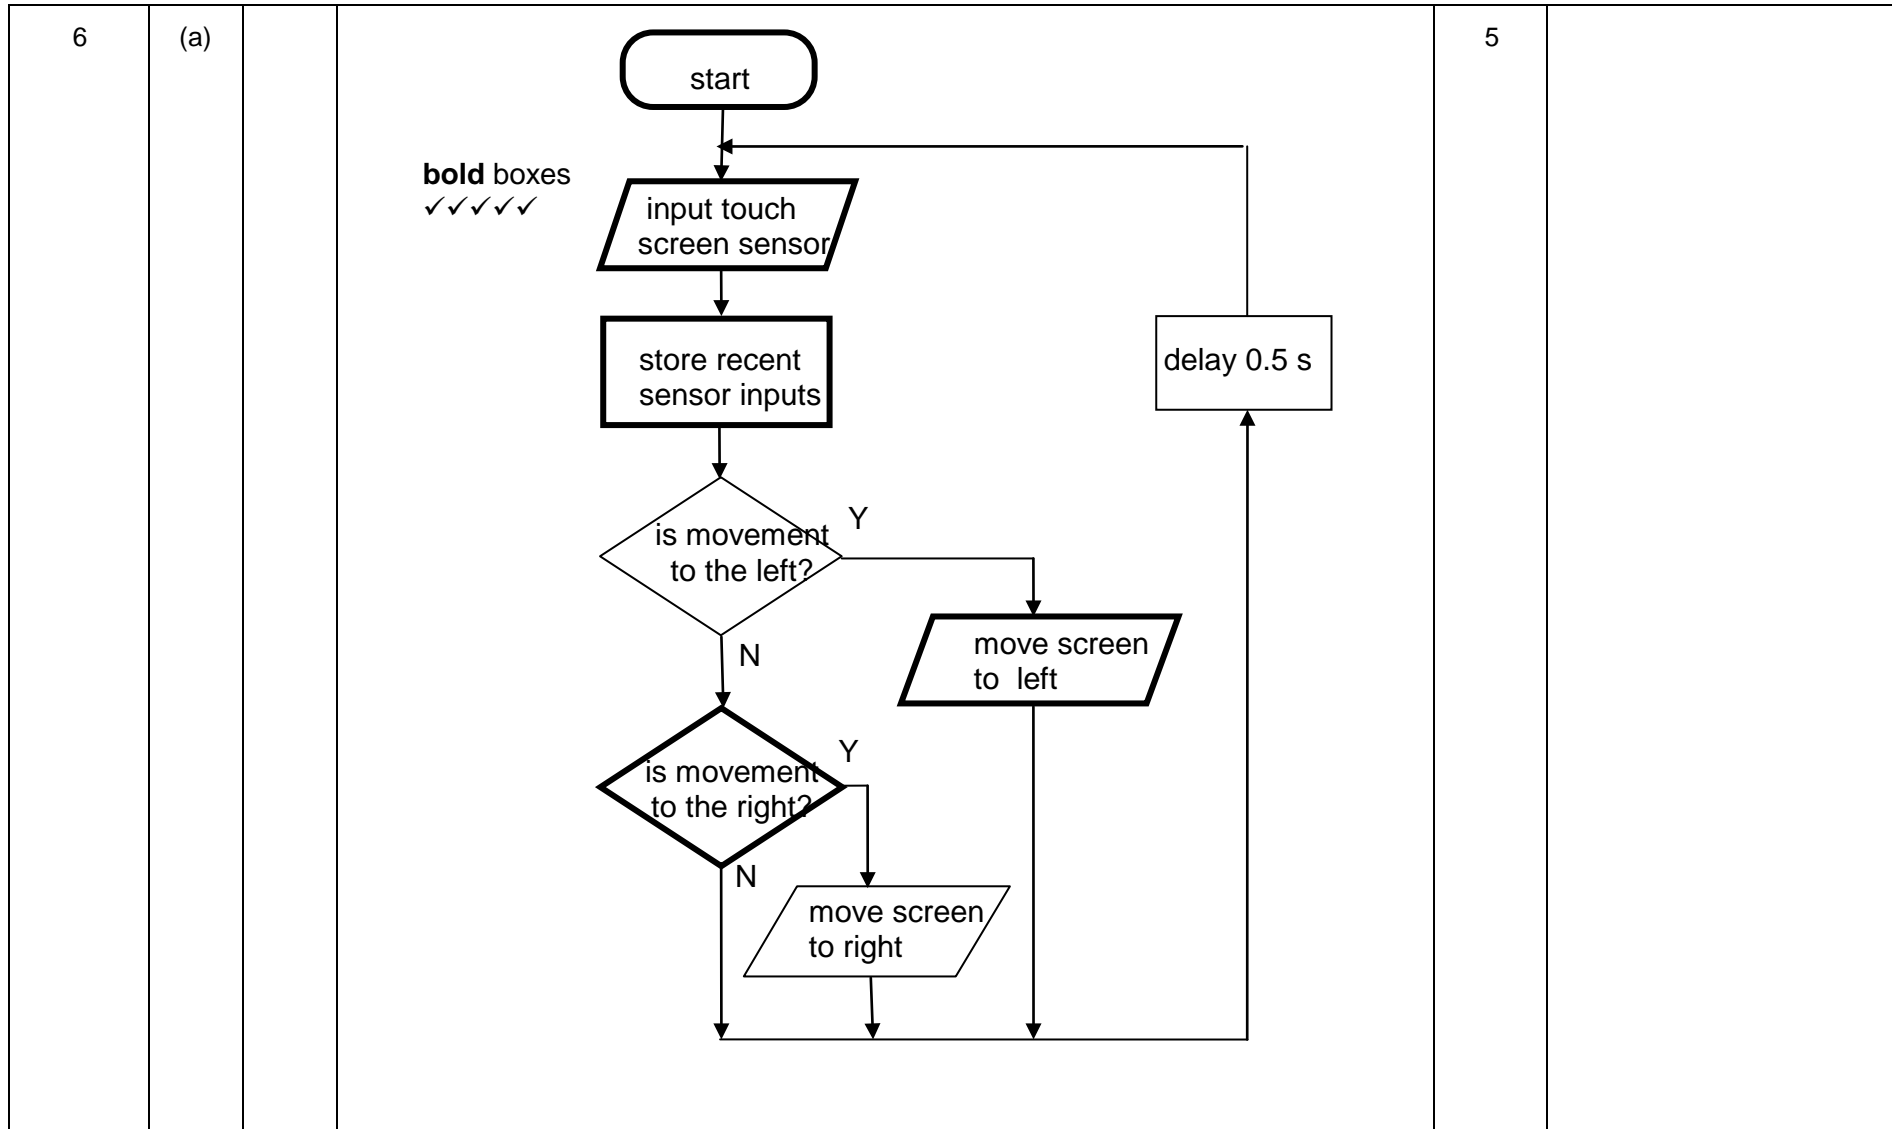 6
(a)
5
start
bold boxes
✓✓✓✓✓
input touch
screen sensor
store recent
sensor inputs
delay 0.5 s
is movement
to the left?
Y
N
move screen
to left
is movement
to the right?
Y
N
move screen
to right